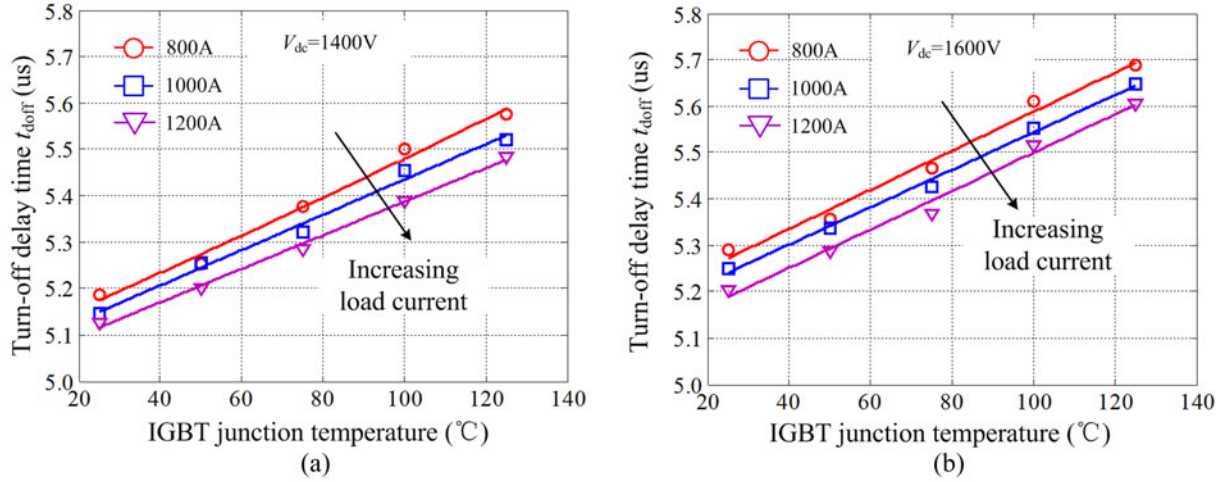 5.8
5.7
5.6
5.5
5.4
5.3
5.2
5.1
5.0
Turn-off delay time tdoff (us)
800A
1000A
1200A
Vdc=1400V
Increasing
load current
20 40 60 80 100 120 140
IGBT junction temperature (℃)
(a)
5.8
5.7
5.6
5.5
5.4
5.3
5.2
5.1
5.0
Turn-off delay time tdoff (us)
800A
1000A
1200A
Vdc=1600V
Increasing
load current
20 40 60 80 100 120 140
IGBT junction temperature (℃)
(b)